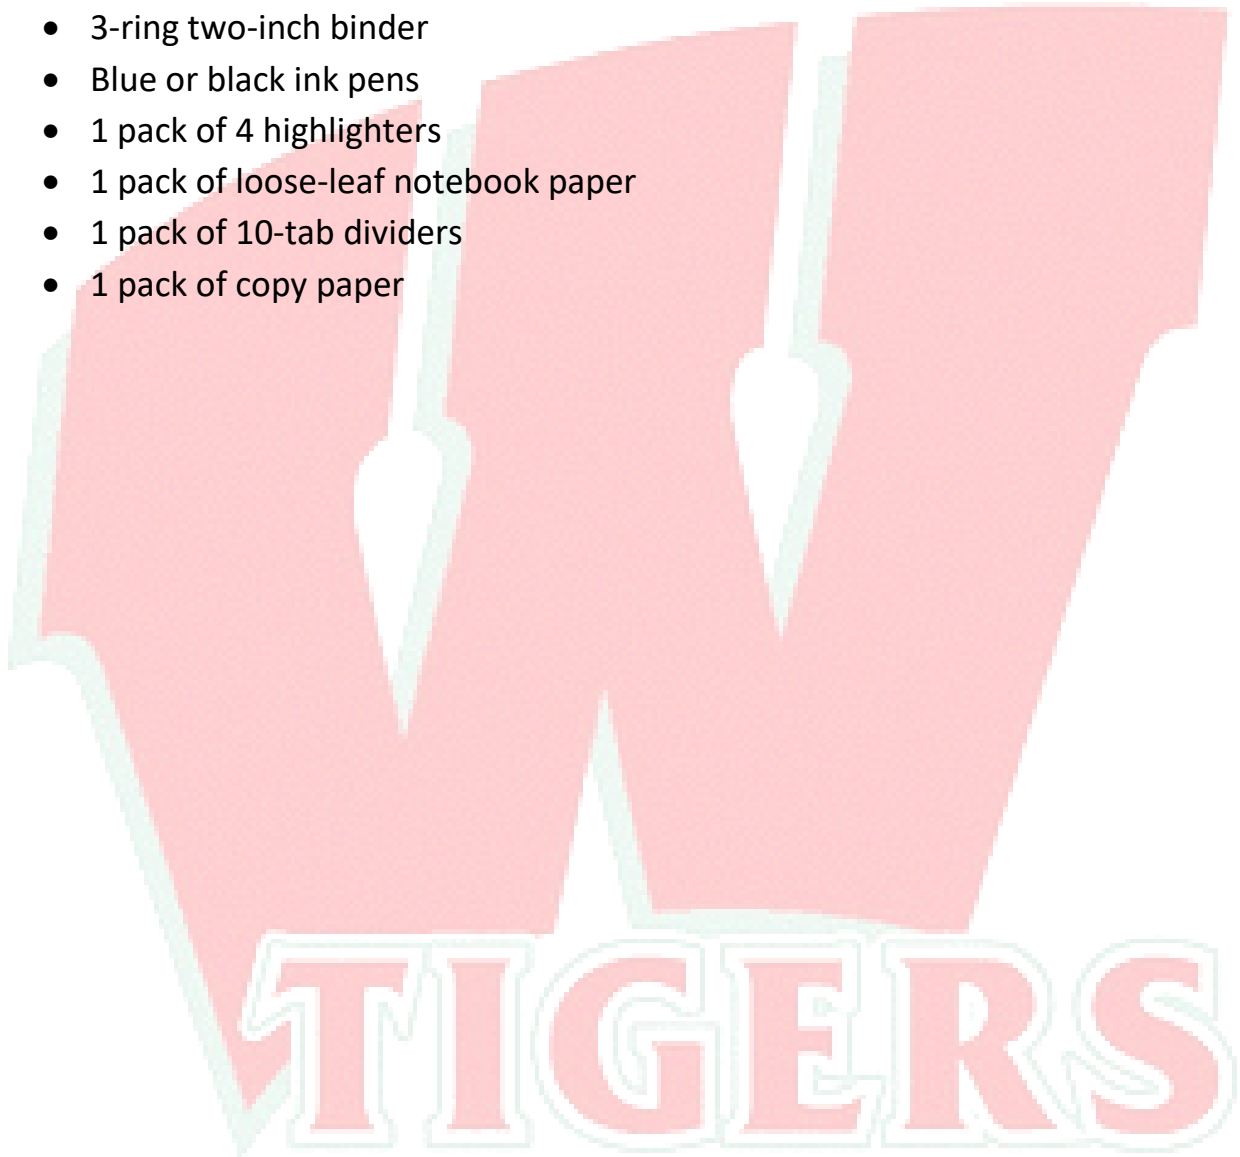 • 3-ring two-inch binder
• Blue or black ink pens
• 1 pack of 4 highlighters
• 1 pack of loose-leaf notebook paper
• 1 pack of 10-tab dividers
• 1 pack of copy paper
W
TIGERS